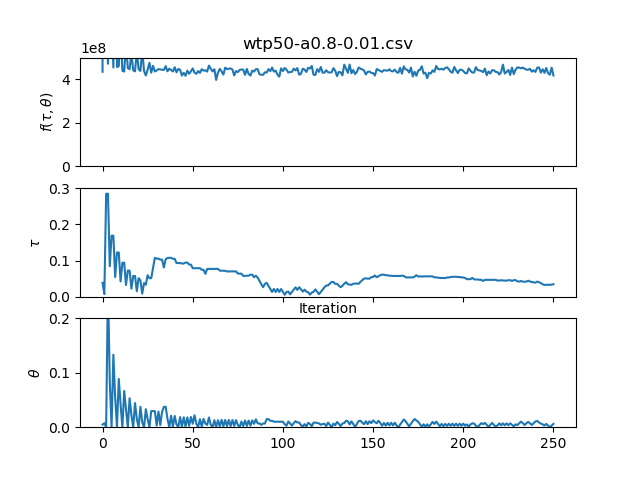 wtp50-a0.8-0.01.csv
1e8
4
2
0
f(τ, θ)
0.3
0.2
0.1
0.0
τ
Iteration
0.2
0.1
0.0
θ
0 50 100 150 200 250